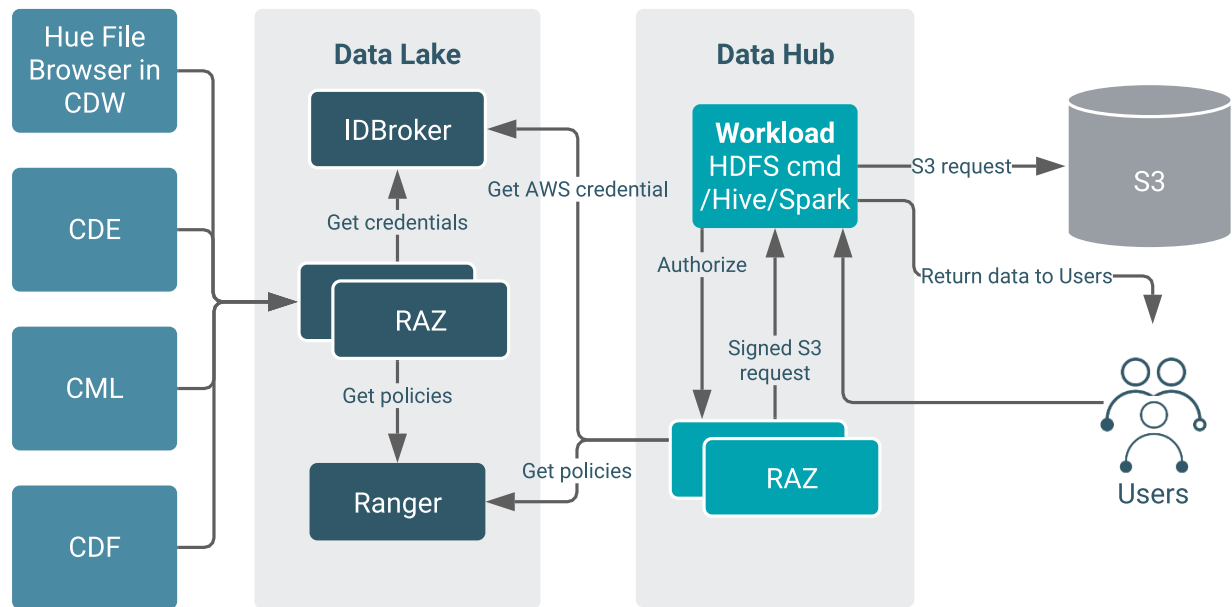 Hue File
Browser in
CDW
CDE
CML
CDF
Data Lake
IDBroker
Get credentials
RAZ
Get policies
Ranger
Get AWS credential
Get policies
Data Hub
Workload
HDFS cmd
/Hive/Spark
Authorize
Signed S3
request
RAZ
S3 request
S3
Return data to Users
Users